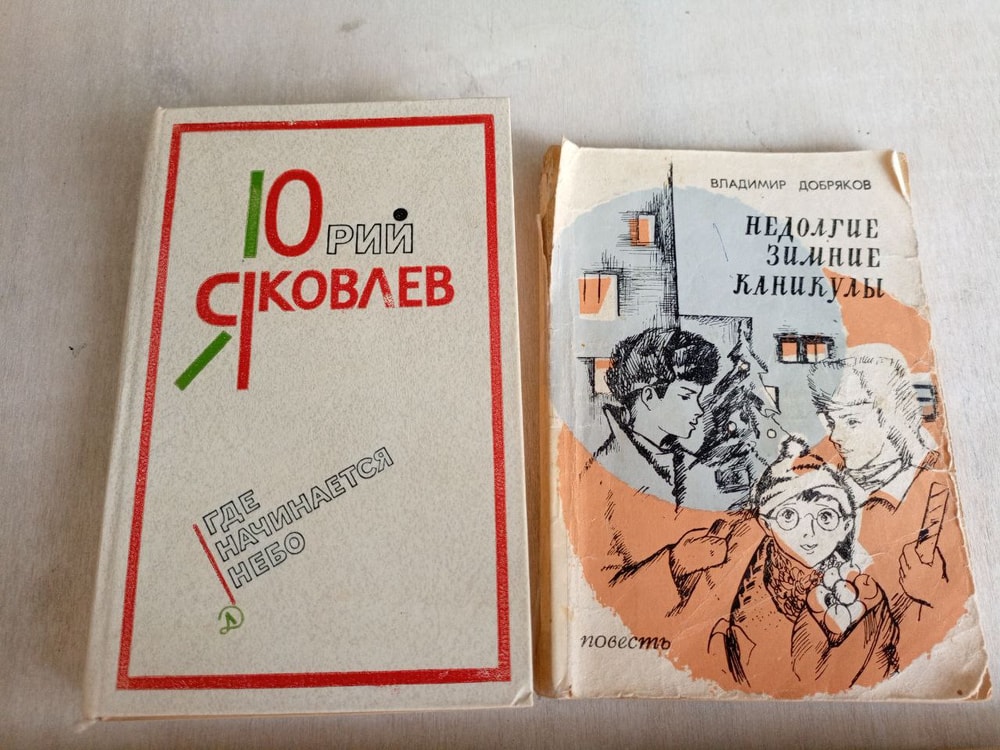 ЮРИЙ
ЯКОВЛЕВ
ГДЕ
НАЧИНАЕТСЯ
НЕБО
Д
ВЛАДИМИР ДОБРЯКОВ
НЕДОЛГИЕ
ЗИМНИЕ
КАНИКУЛЫ
повесть